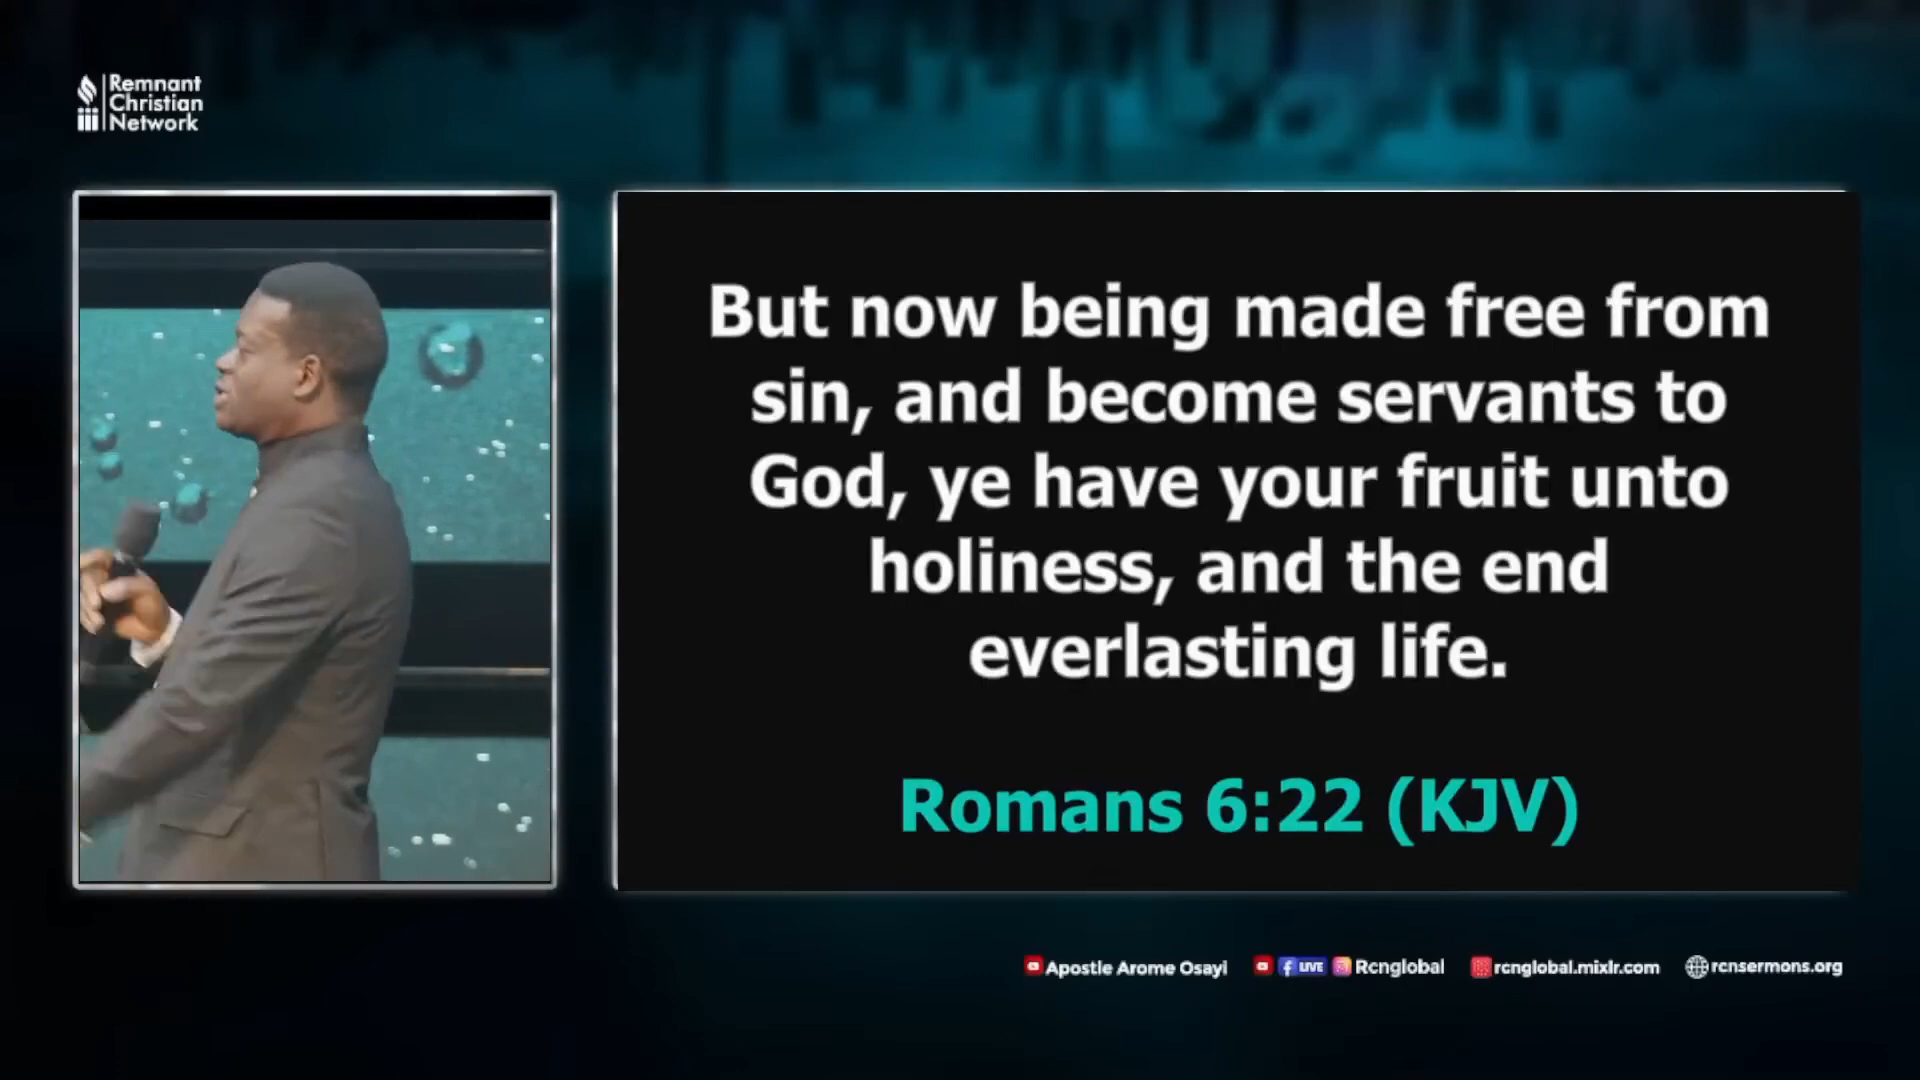 Remnant
Christian
Network
But now being made free from
sin, and become servants to
God, ye have your fruit unto
holiness, and the end
everlasting life.
Romans 6:22 (KJV)
Apostle Arome Osayi
LIVE Rcnglobal
rcnglobal.mixlr.com
rcnsermons.org